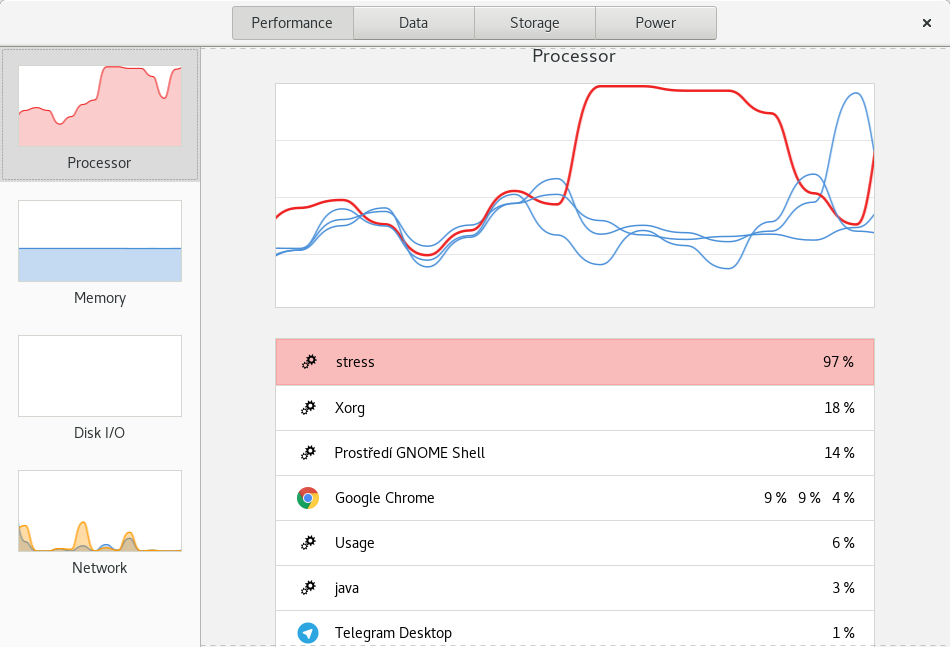 Performance Data Storage Power
Processor
Processor
Memory
Disk I/O
Network
stress 97 %
Xorg 18 %
Prostředí GNOME Shell 14 %
Google Chrome 9 % 9 % 4 %
Usage 6 %
java 3 %
Telegram Desktop 1 %